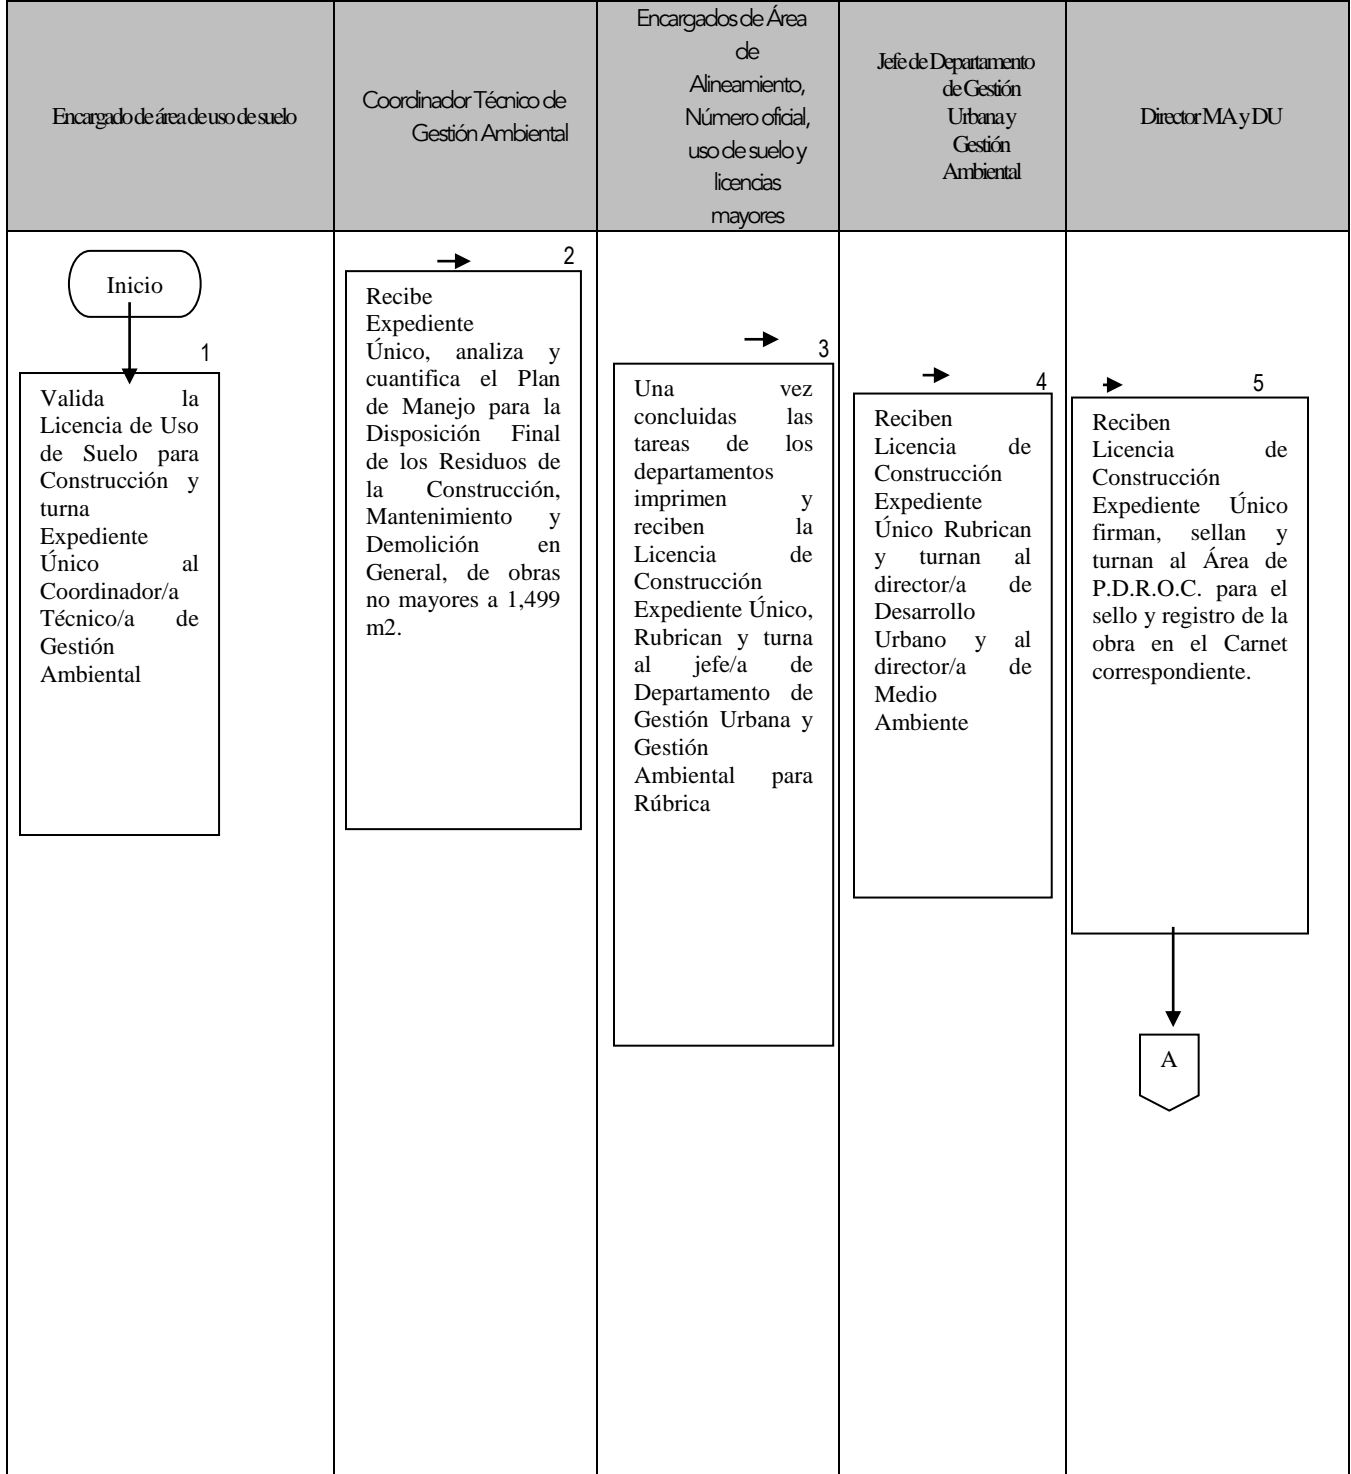 Encargado de área de uso de suelo
Coordinador Técnico de
Gestión Ambiental
Encargados de Área
de
Alineamiento,
Número oficial,
uso de suelo y
licencias
mayores
Jefe de Departamento
de Gestión
Urbana y
Gestión
Ambiental
Director MA y DU
Inicio
1
Valida la
Licencia de Uso
de Suelo para
Construcción y
turna
Expediente
Único al
Coordinador/a
Técnico/a de
Gestión
Ambiental
2
Recibe
Expediente
Único, analiza y
cuantifica el Plan
de Manejo para la
Disposición Final
de los Residuos de
la Construcción,
Mantenimiento y
Demolición en
General, de obras
no mayores a 1,499
m2.
3
Una vez
concluidas las
tareas de los
departamentos
imprimen y
reciben la
Licencia de
Construcción
Expediente Único,
Rubrican y turna
al jefe/a de
Departamento de
Gestión Urbana y
Gestión
Ambiental para
Rúbrica
4
Reciben
Licencia de
Construcción
Expediente
Único Rubrican
y turnan al
director/a de
Desarrollo
Urbano y al
director/a de
Medio
Ambiente
5
Reciben
Licencia de
Construcción
Expediente Único
firman, sellan y
turnan al Área de
P.D.R.O.C. para el
sello y registro de la
obra en el Carnet
correspondiente.
A